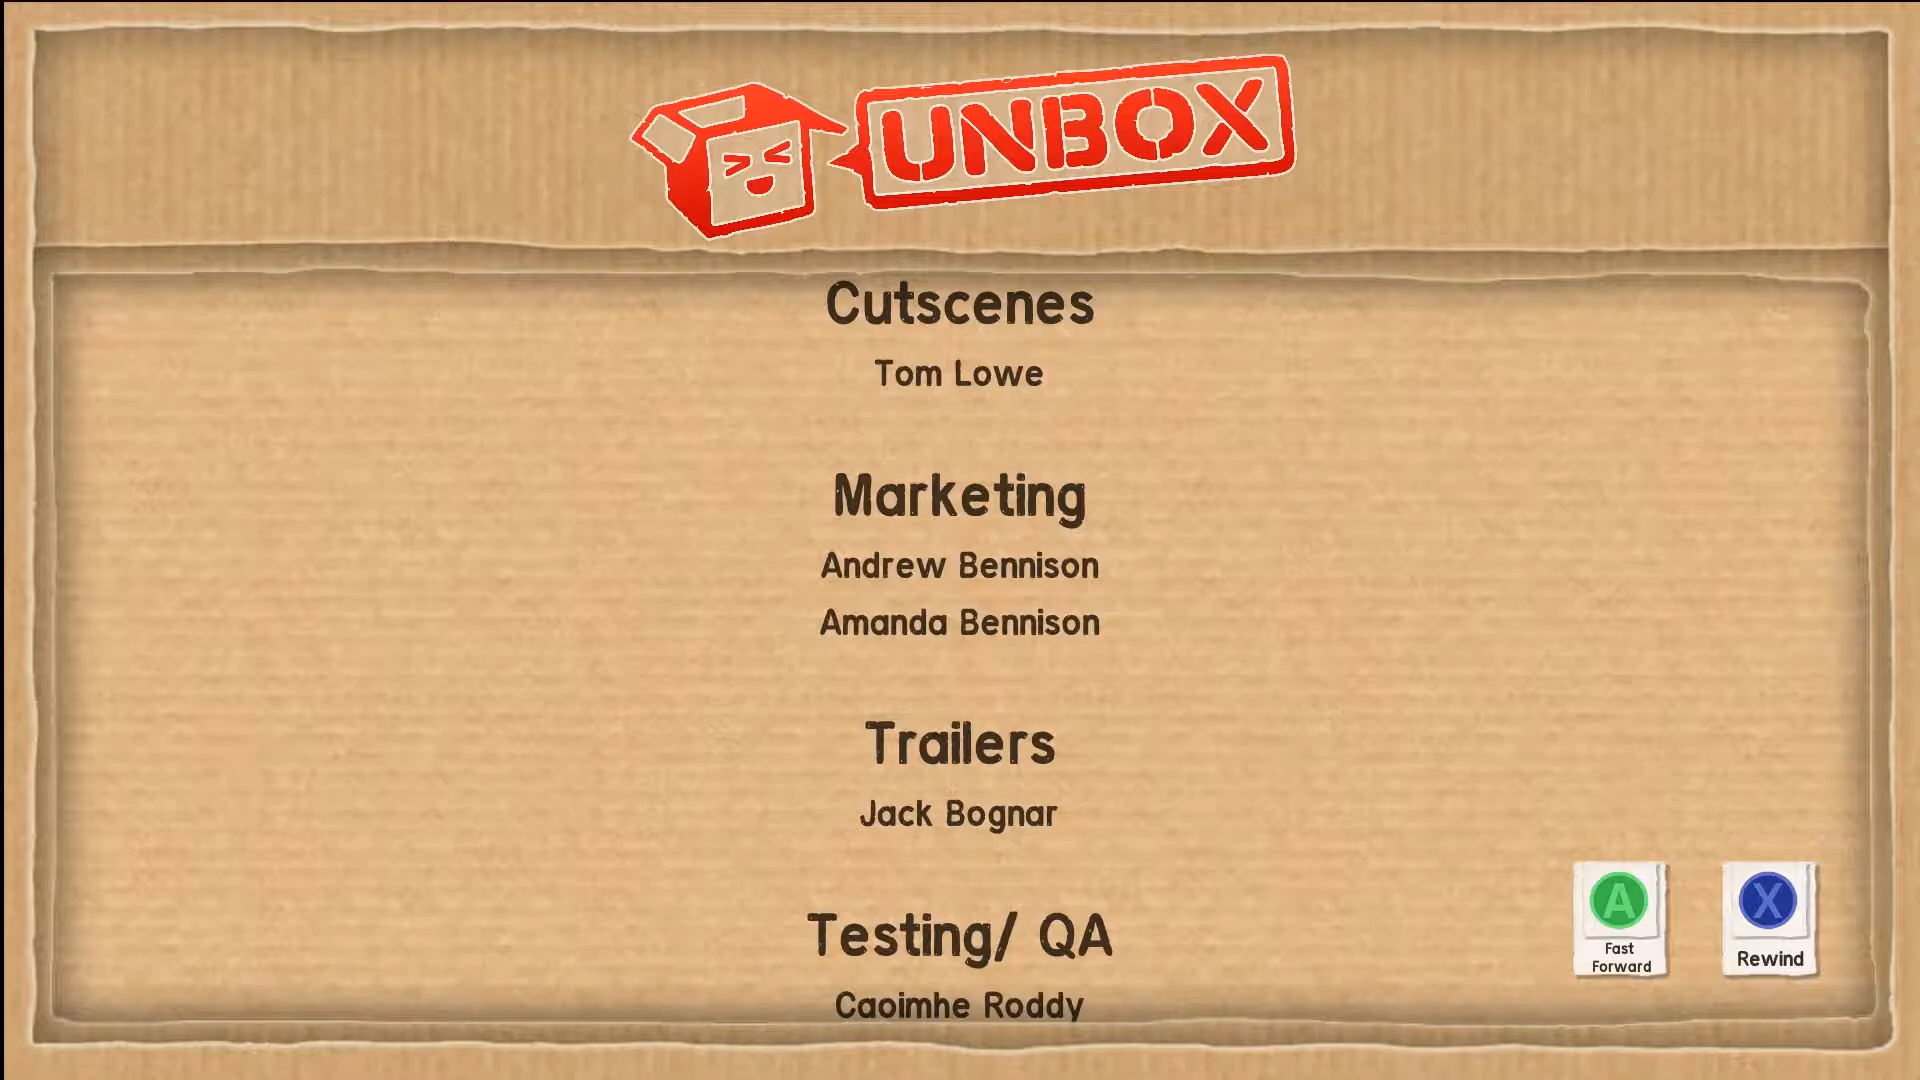 UNBOX
Cutscenes
Tom Lowe
Marketing
Andrew Bennison
Amanda Bennison
Trailers
Jack Bognar
Testing/ QA
Caoimhe Roddy
A
Fast
Forward
X
Rewind